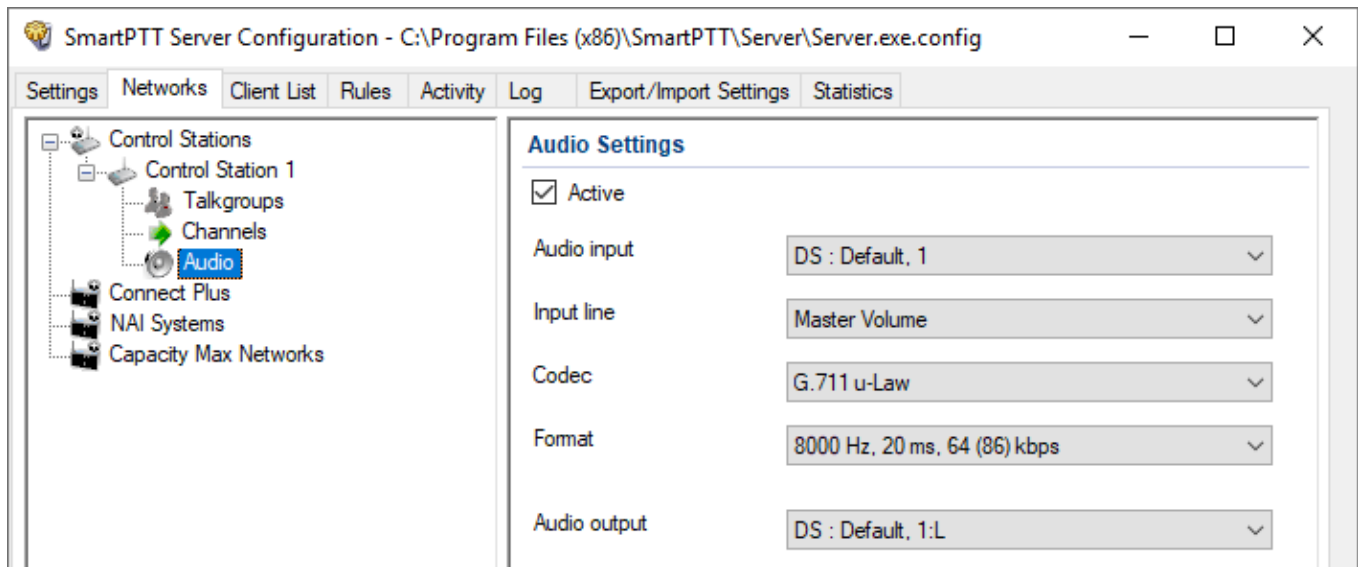 SmartPTT Server Configuration - C:\Program Files (x86)\SmartPTT\Server\Server.exe.config
Settings Networks Client List Rules Activity Log Export/Import Settings Statistics
Control Stations
Control Station 1
Talkgroups
Channels
Audio
Connect Plus
NAI Systems
Capacity Max Networks
Audio Settings
Active
Audio input DS : Default, 1
Input line Master Volume
Codec G.711 u-Law
Format 8000 Hz, 20 ms, 64 (86) kbps
Audio output DS : Default, 1:L